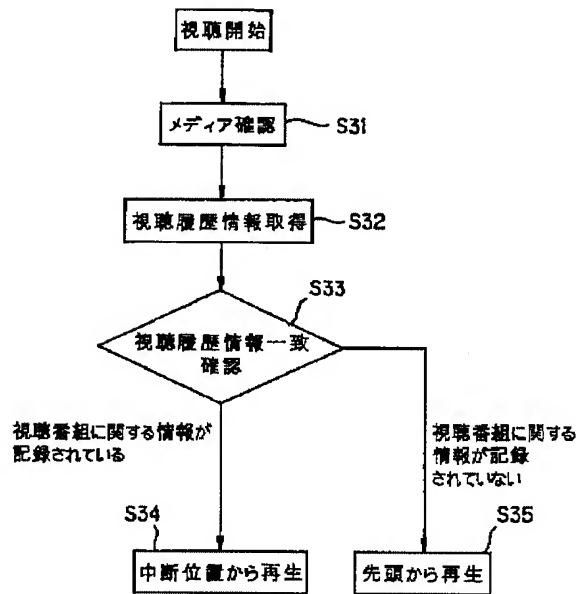 視聴開始
メディア確認
S31
視聴履歴情報取得
S32
S33
視聴履歴情報一致
確認
視聴番組に関する情報が
記録されている
視聴番組に関する
情報が記録
されていない
S34
中断位置から再生
S35
先頭から再生